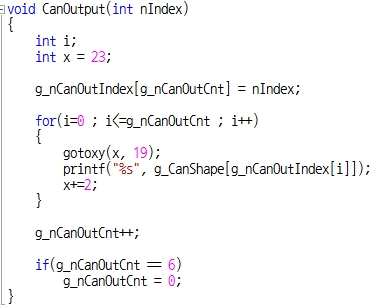 void CanOutput(int nIndex)
{
    int i;
    int x = 23;

    g_nCanOutIndex[g_nCanOutCnt] = nIndex;

    for(i=0 ; i<=g_nCanOutCnt ; i++)
    {
        gotoxy(x, 19);
        printf("%s", g_CanShape[g_nCanOutIndex[i]]);
        x+=2;
    }

    g_nCanOutCnt++;

    if(g_nCanOutCnt == 6)
        g_nCanOutCnt = 0;
}